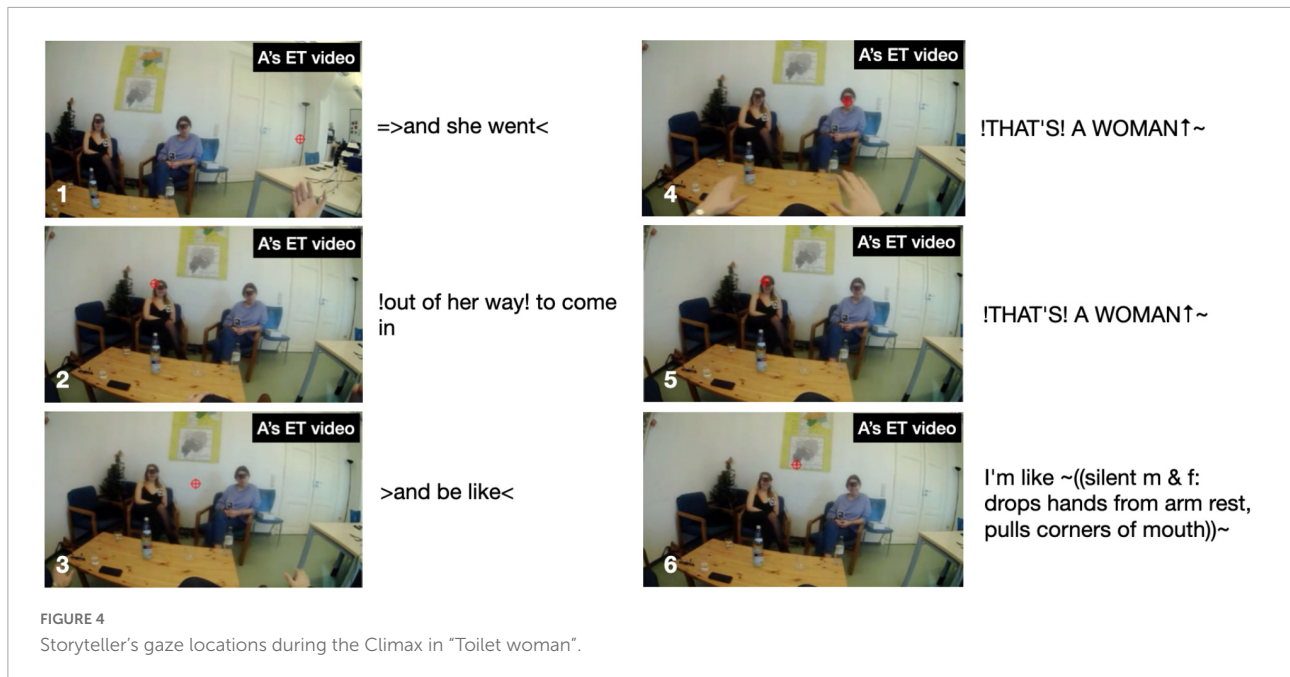 A's ET video
1
=>and she went<
A's ET video
2
!out of her way! to come
in
A's ET video
3
>and be like<
A's ET video
4
!THAT'S! A WOMAN↑~
A's ET video
5
!THAT'S! A WOMAN↑~
A's ET video
6
I'm like ~((silent m & f:
drops hands from arm rest,
pulls corners of mouth))~
FIGURE 4
Storyteller's gaze locations during the Climax in "Toilet woman".